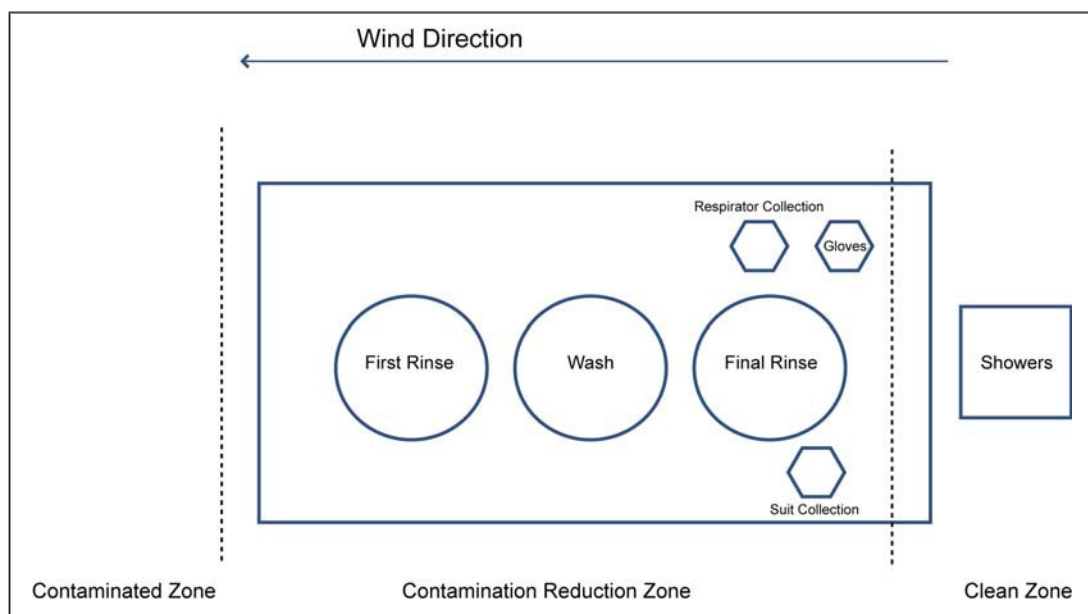 Wind Direction
Respirator Collection
Gloves
First Rinse
Wash
Final Rinse
Showers
Suit Collection
Contaminated Zone
Contamination Reduction Zone
Clean Zone